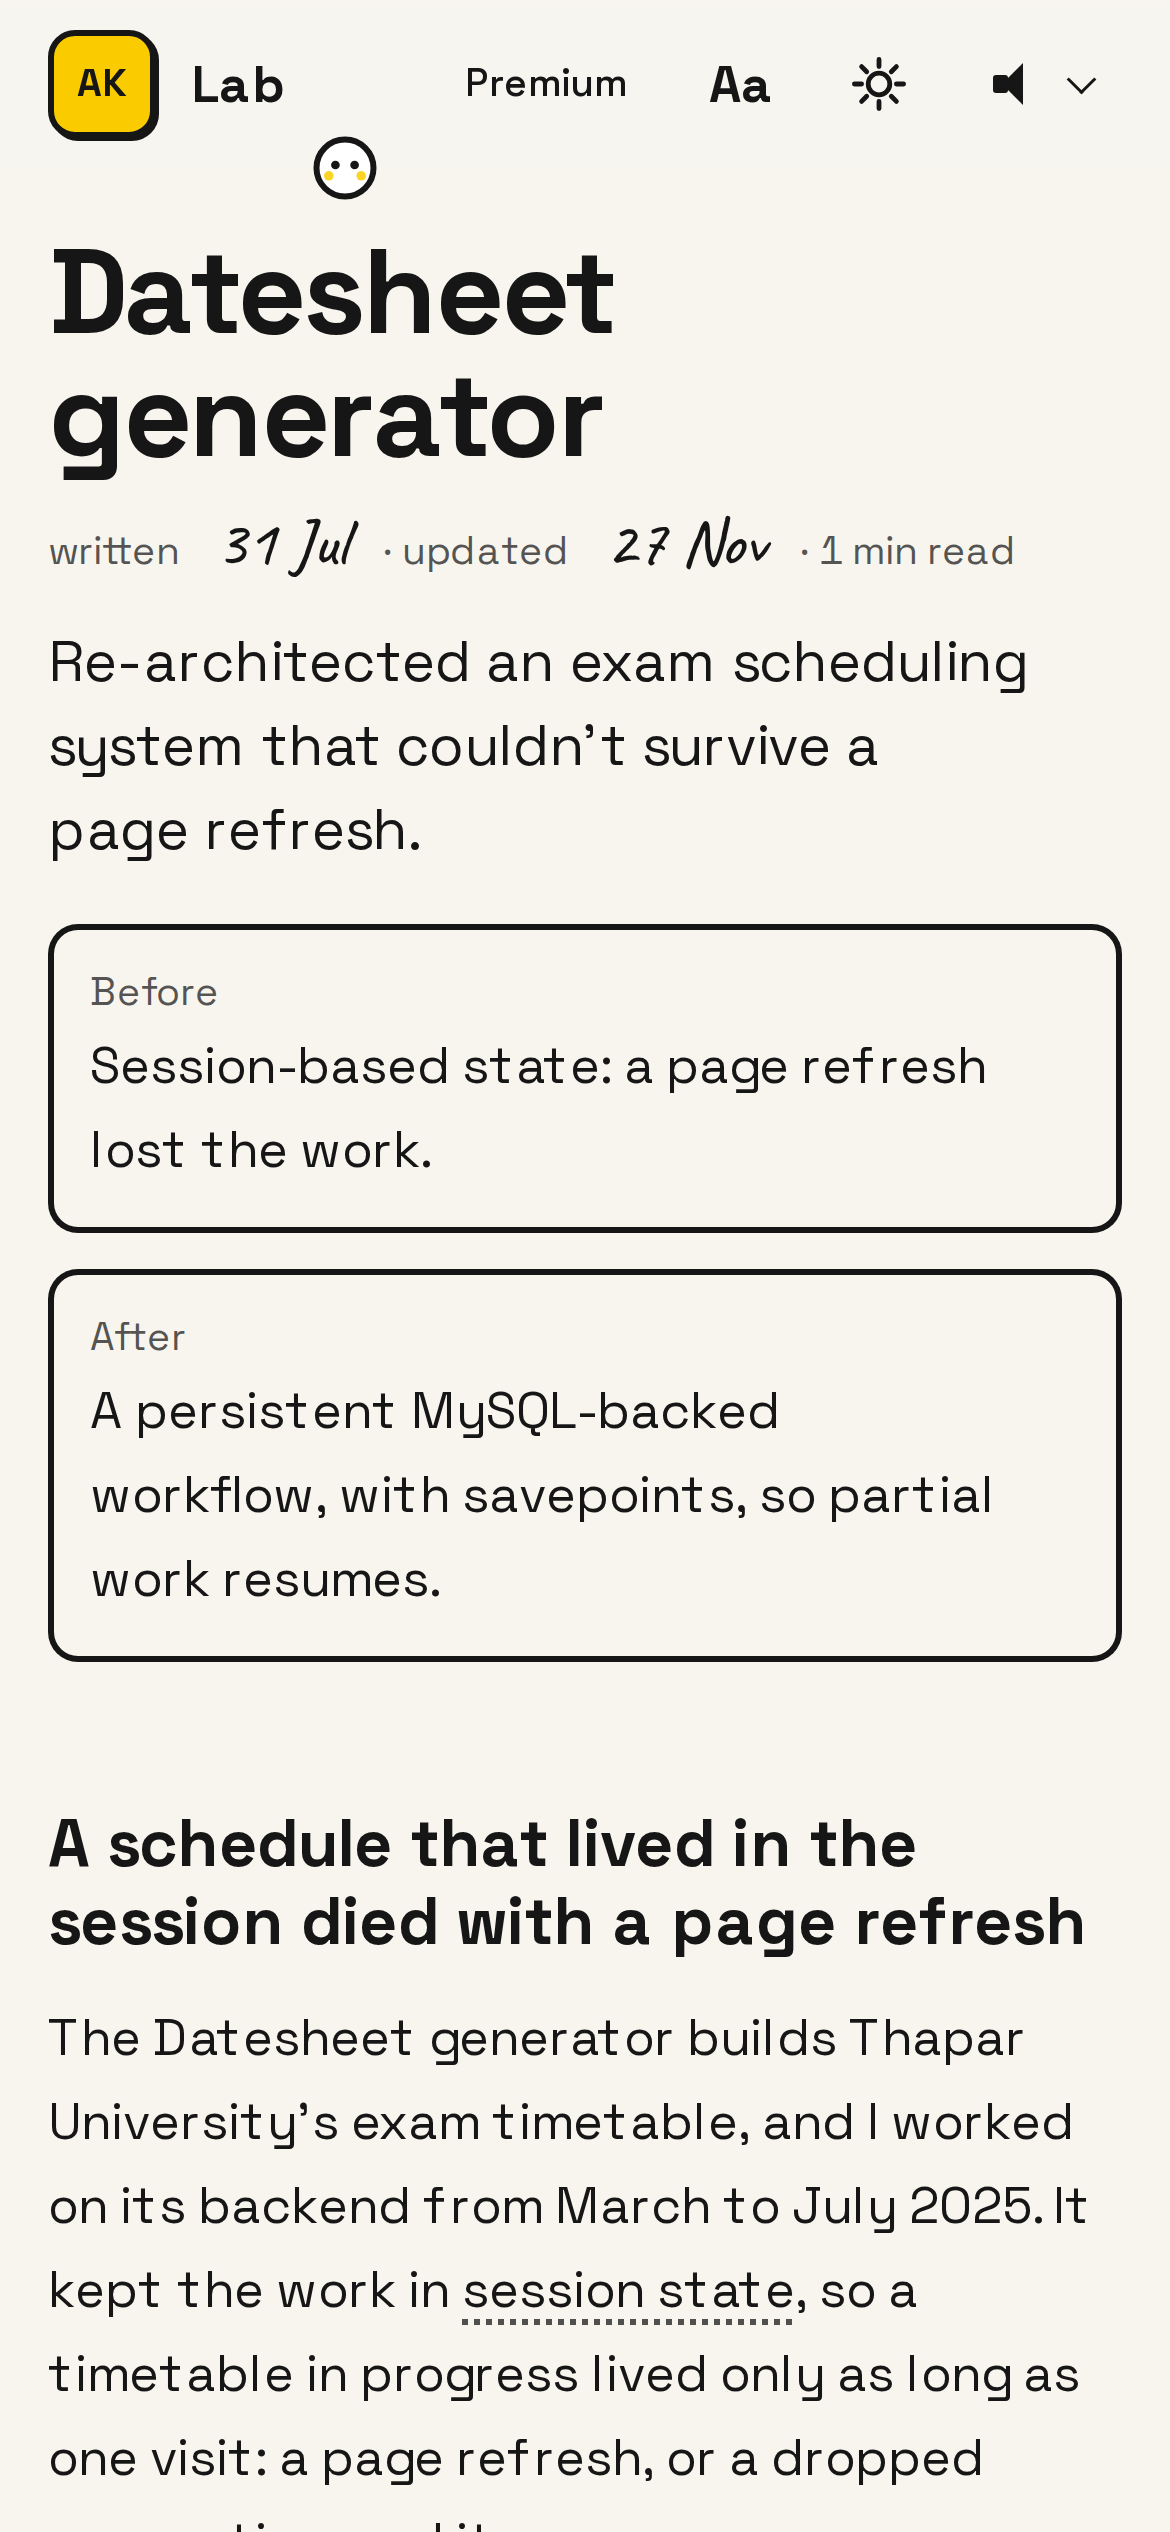 AK Lab Premium Aa
Datesheet
generator
written 31 Jul · updated 27 Nov · 1 min read
Re-architected an exam scheduling
system that couldn’t survive a
page refresh.
Before
Session-based state: a page refresh
lost the work.
After
A persistent MySQL-backed
workflow, with savepoints, so partial
work resumes.
A schedule that lived in the
session died with a page refresh
The Datesheet generator builds Thapar
University’s exam timetable, and I worked
on its backend from March to July 2025. It
kept the work in session state, so a
timetable in progress lived only as long as
one visit: a page refresh, or a dropped